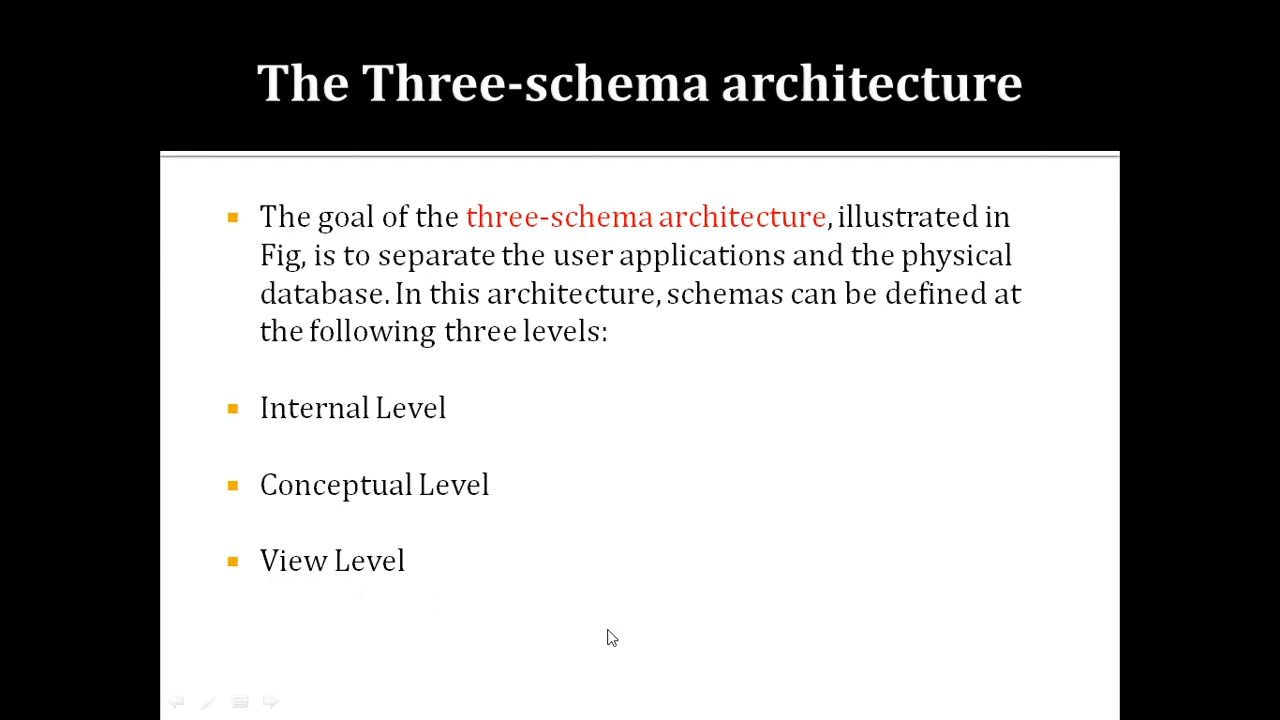 The Three-schema architecture
The goal of the three-schema architecture, illustrated in
Fig, is to separate the user applications and the physical
database. In this architecture, schemas can be defined at
the following three levels:
Internal Level
Conceptual Level
View Level